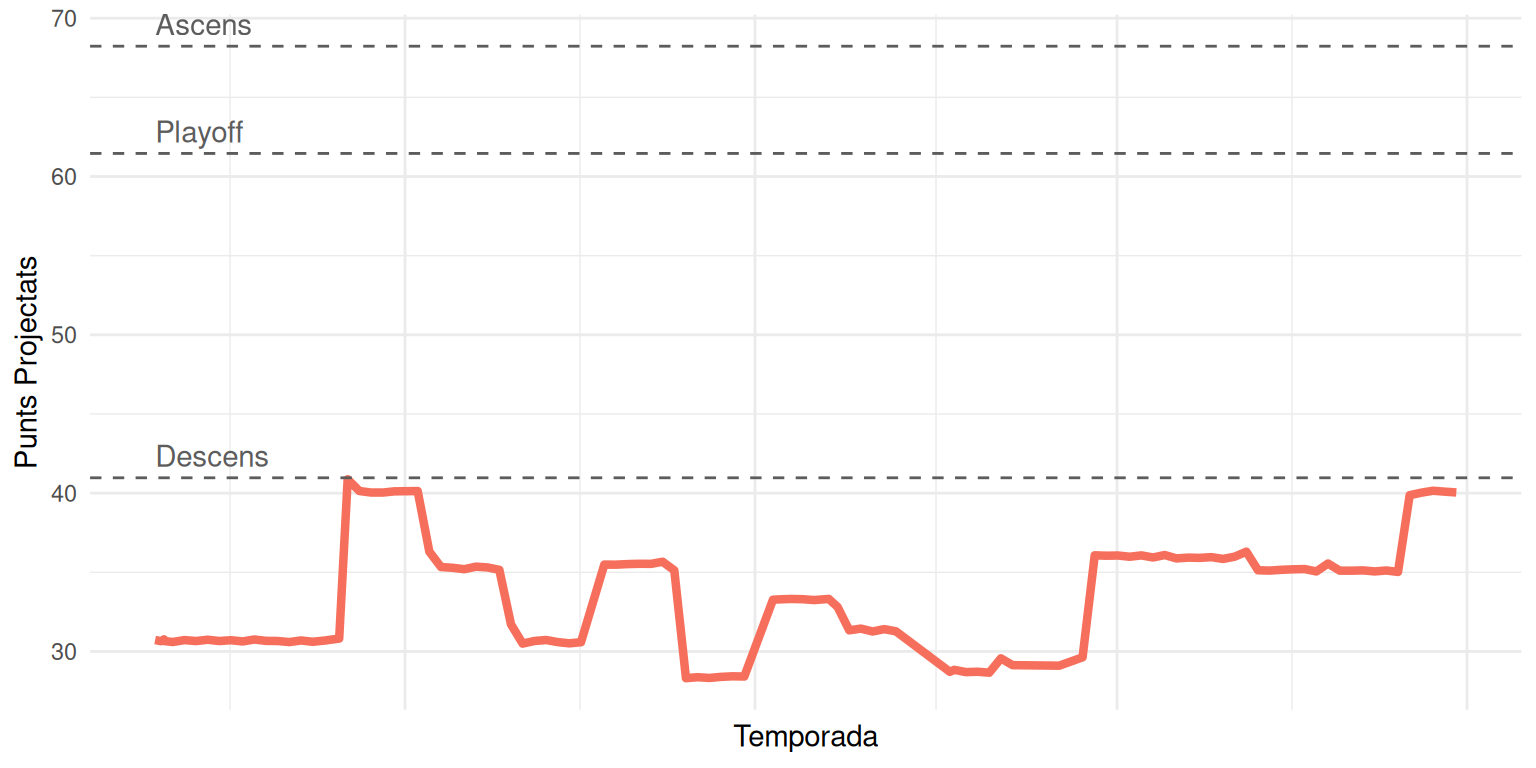 70
Ascens
Playoff
60
50
Descens
40
30
Punts Projectats
Temporada